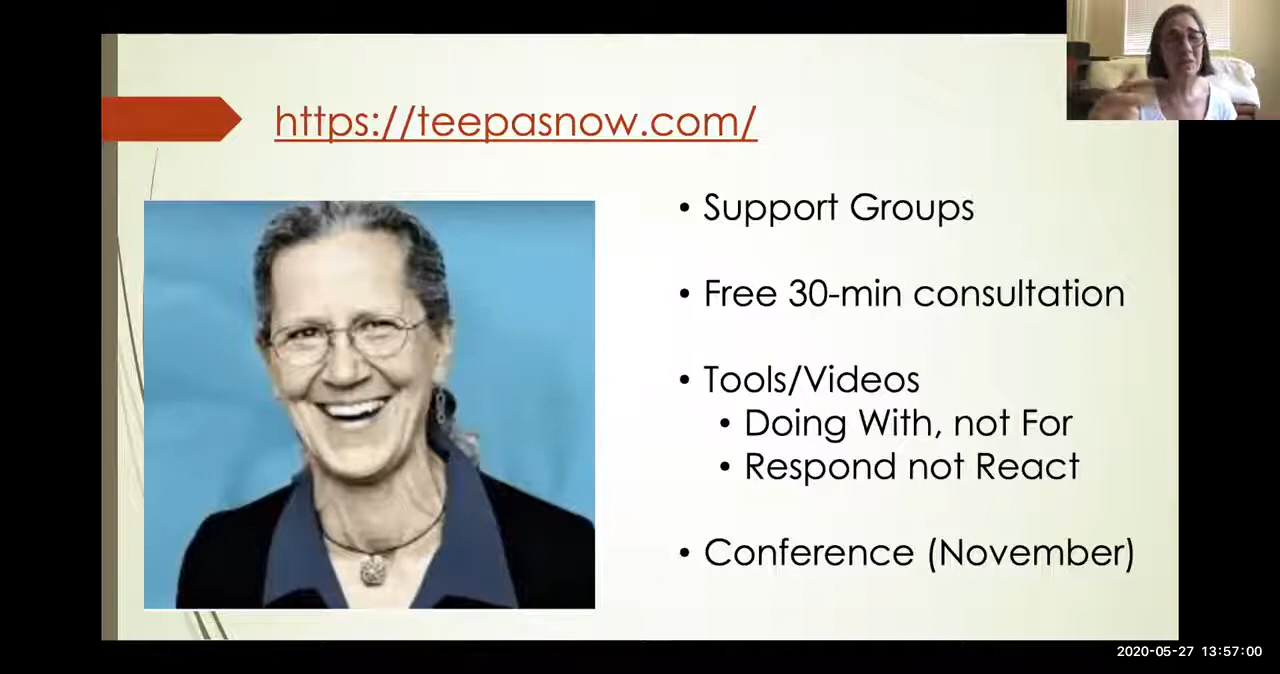 https://teepasnow.com/
• Support Groups
• Free 30-min consultation
• Tools/Videos
• Doing With, not For
• Respond not React
• Conference (November)
2020-05-27 13:57:00